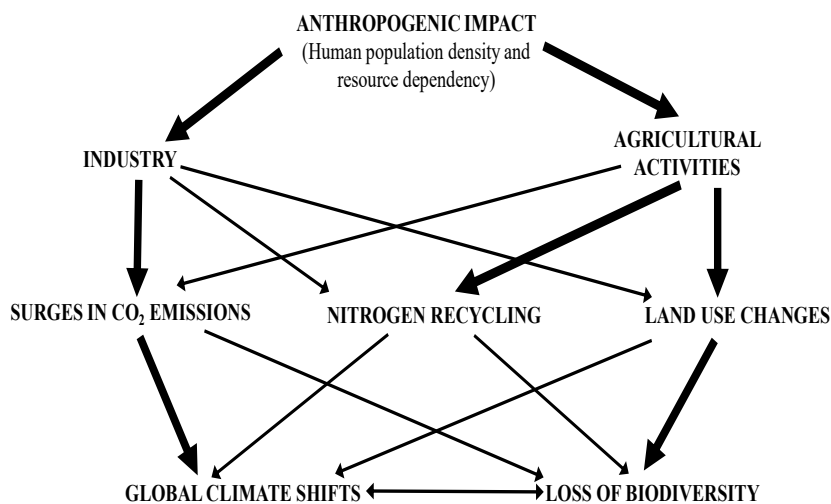 ANTHROPOGENIC IMPACT
(Human population density and
resource dependency)
INDUSTRY
AGRICULTURAL
ACTIVITIES
SURGES IN CO₂ EMISSIONS
NITROGEN RECYCLING
LAND USE CHANGES
GLOBAL CLIMATE SHIFTS
LOSS OF BIODIVERSITY